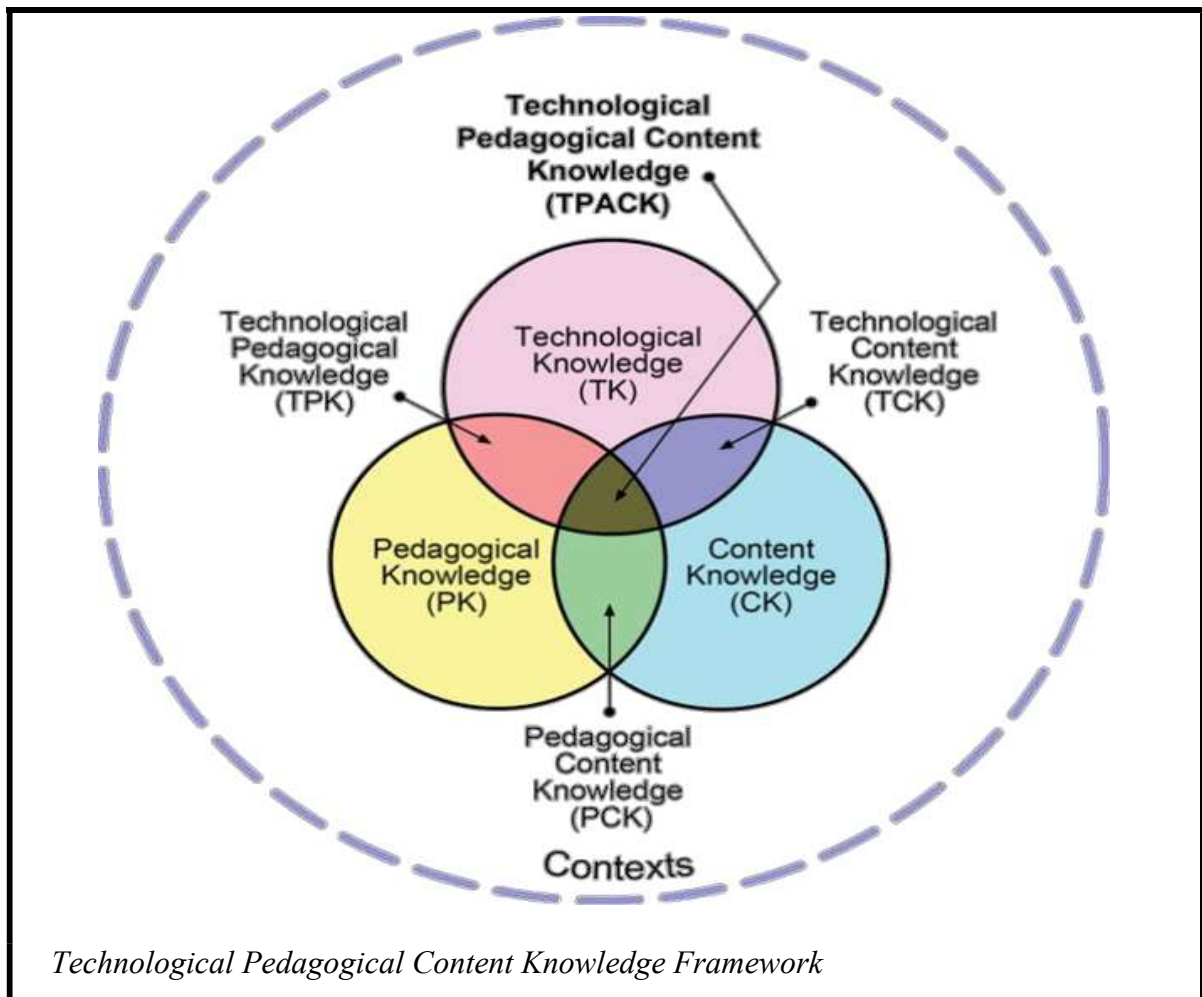 Technological
Pedagogical Content
Knowledge
(TPACK)
Technological
Pedagogical
Knowledge
(TPK)
Technological
Knowledge
(TK)
Technological
Content
Knowledge
(TCK)
Pedagogical
Knowledge
(PK)
Content
Knowledge
(CK)
Pedagogical
Content
Knowledge
(PCK)
Contexts
Technological Pedagogical Content Knowledge Framework